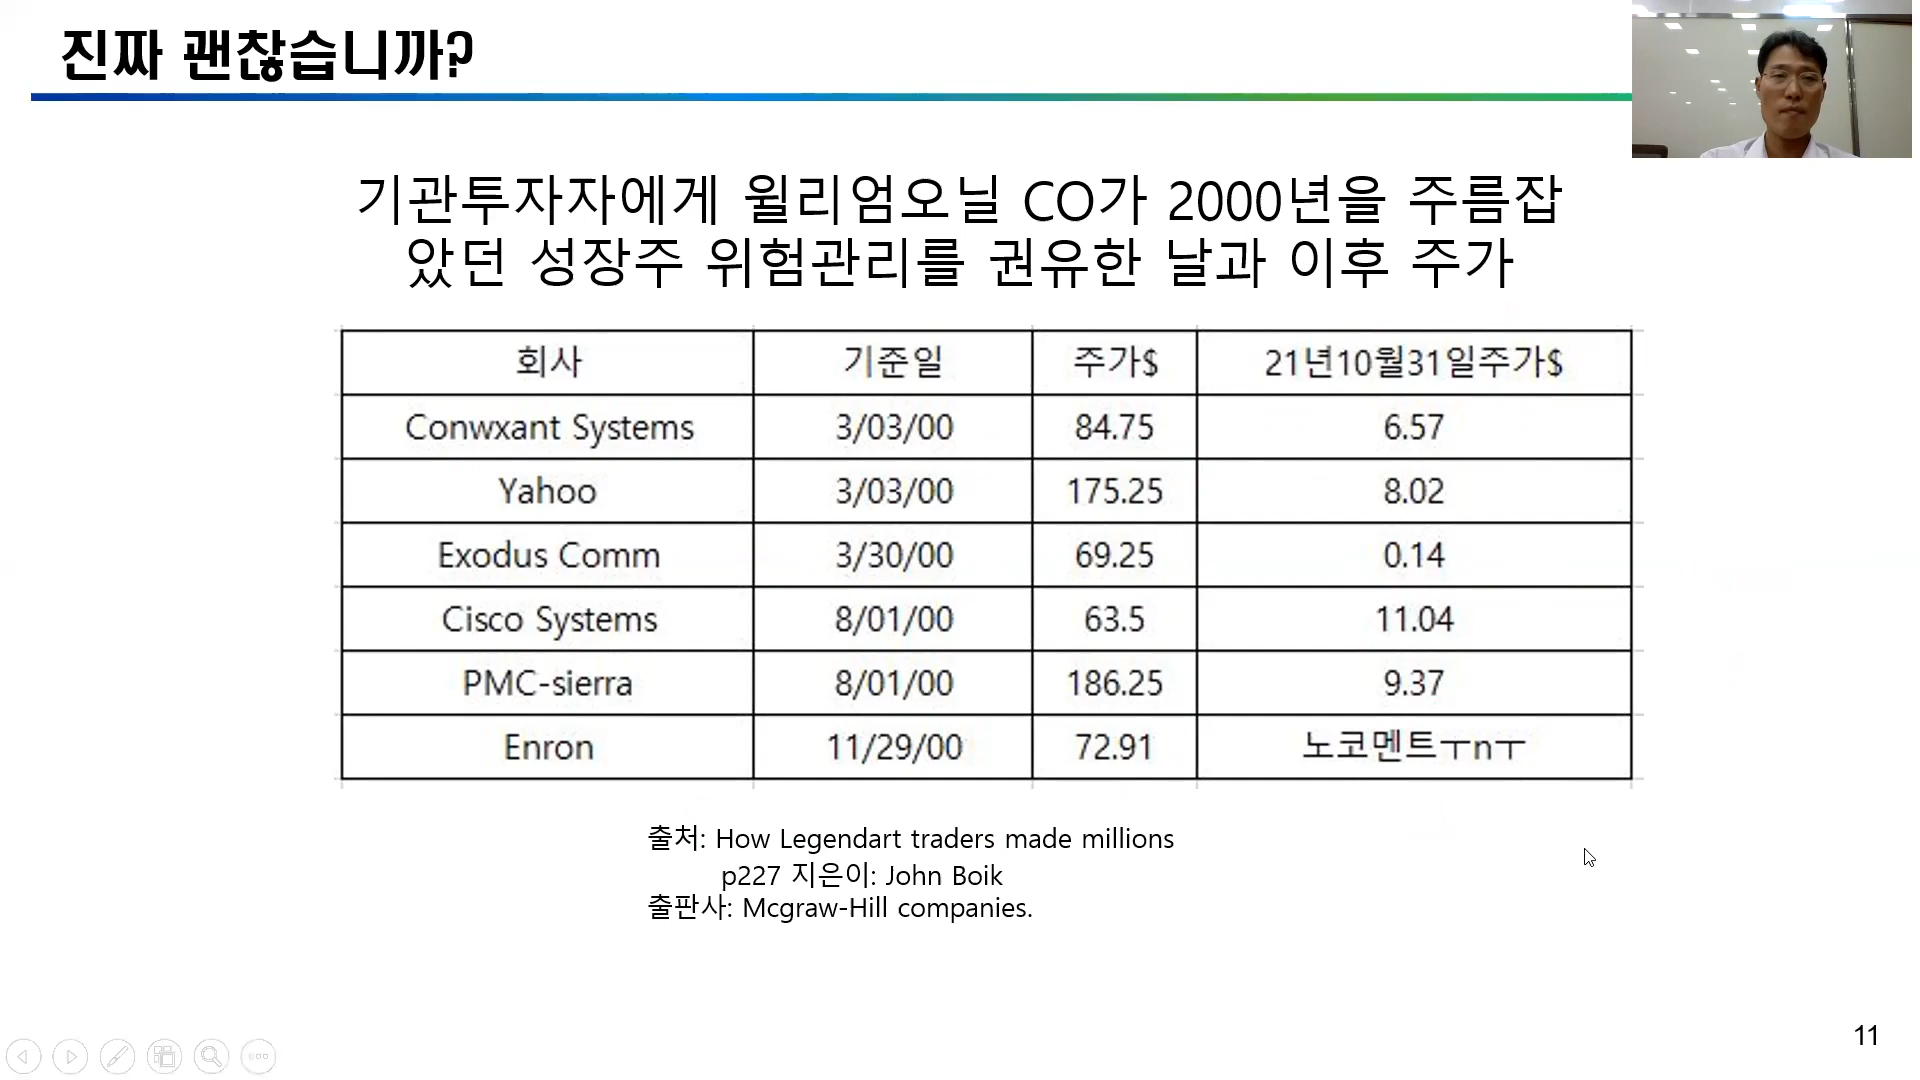 진짜 괜찮습니까?
기관투자자에게 윌리엄오닐 CO가 2000년을 주름잡
았던 성장주 위험관리를 권유한 날과 이후 주가
회사 기준일 주가$ 21년10월31일주가$
Conwxant Systems 3/03/00 84.75 6.57
Yahoo 3/03/00 175.25 8.02
Exodus Comm 3/30/00 69.25 0.14
Cisco Systems 8/01/00 63.5 11.04
PMC-sierra 8/01/00 186.25 9.37
Enron 11/29/00 72.91 노코멘트ㅜnㅜ
출처: How Legendart traders made millions
p227 지은이: John Boik
출판사: Mcgraw-Hill companies.
11